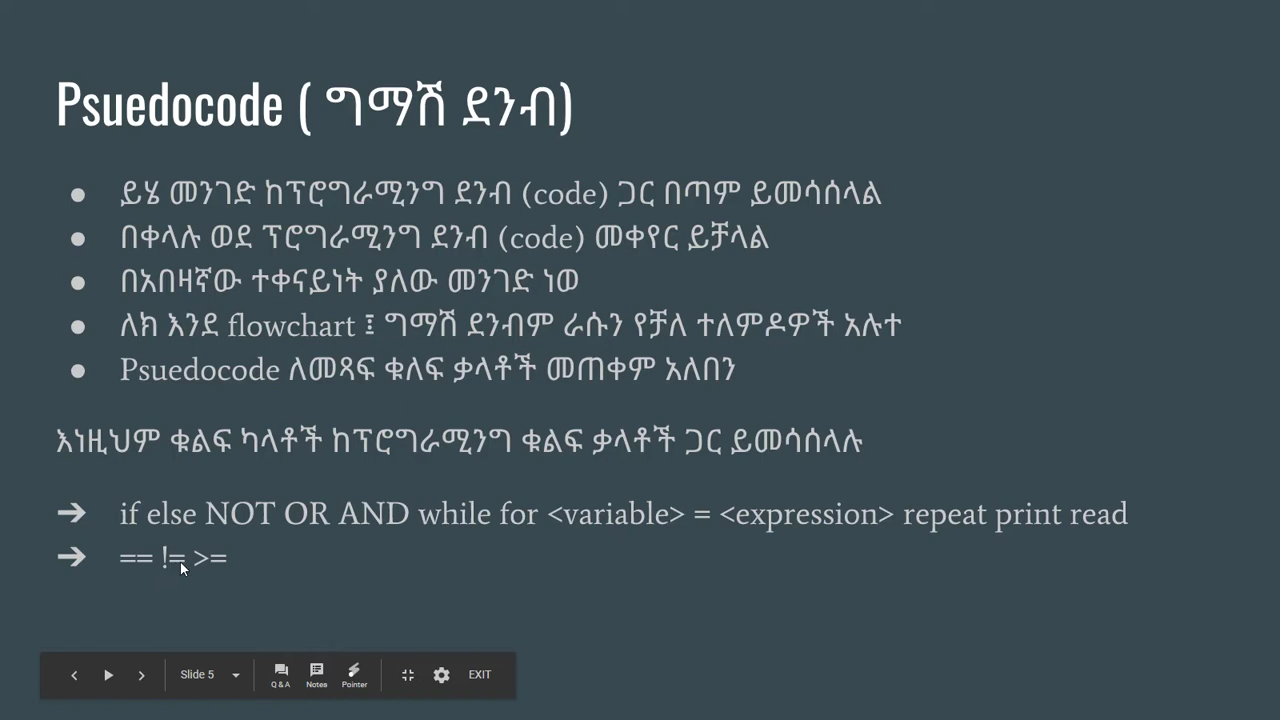 Psuedocode ( ግማሽ ደንብ)
● ይሄ መንገድ ከፕሮግራሚንግ ደንብ (code) ጋር በጣም ይመሳሰላል
● በቀላሉ ወደ ፕሮግራሚንግ ደንብ (code) መቀየር ይቻላል
● በአበዛኛው ተቀናይነት ያለው መንገድ ነወ
● ለክ እንደ flowchart ፤ ግማሽ ደንብም ራሱን የቻለ ተለምዶዎች አሉተ
● Psuedocode ለመጻፍ ቁለፍ ቃላቶች መጠቀም አለበን
እነዚህም ቁልፍ ካላቶች ከፕሮግራሚንግ ቁልፍ ቃላቶች ጋር ይመሳሰላሉ
➔ if else NOT OR AND while for <variable> = <expression> repeat print read
➔ == != >=
Slide 5 Q & A Notes Pointer EXIT